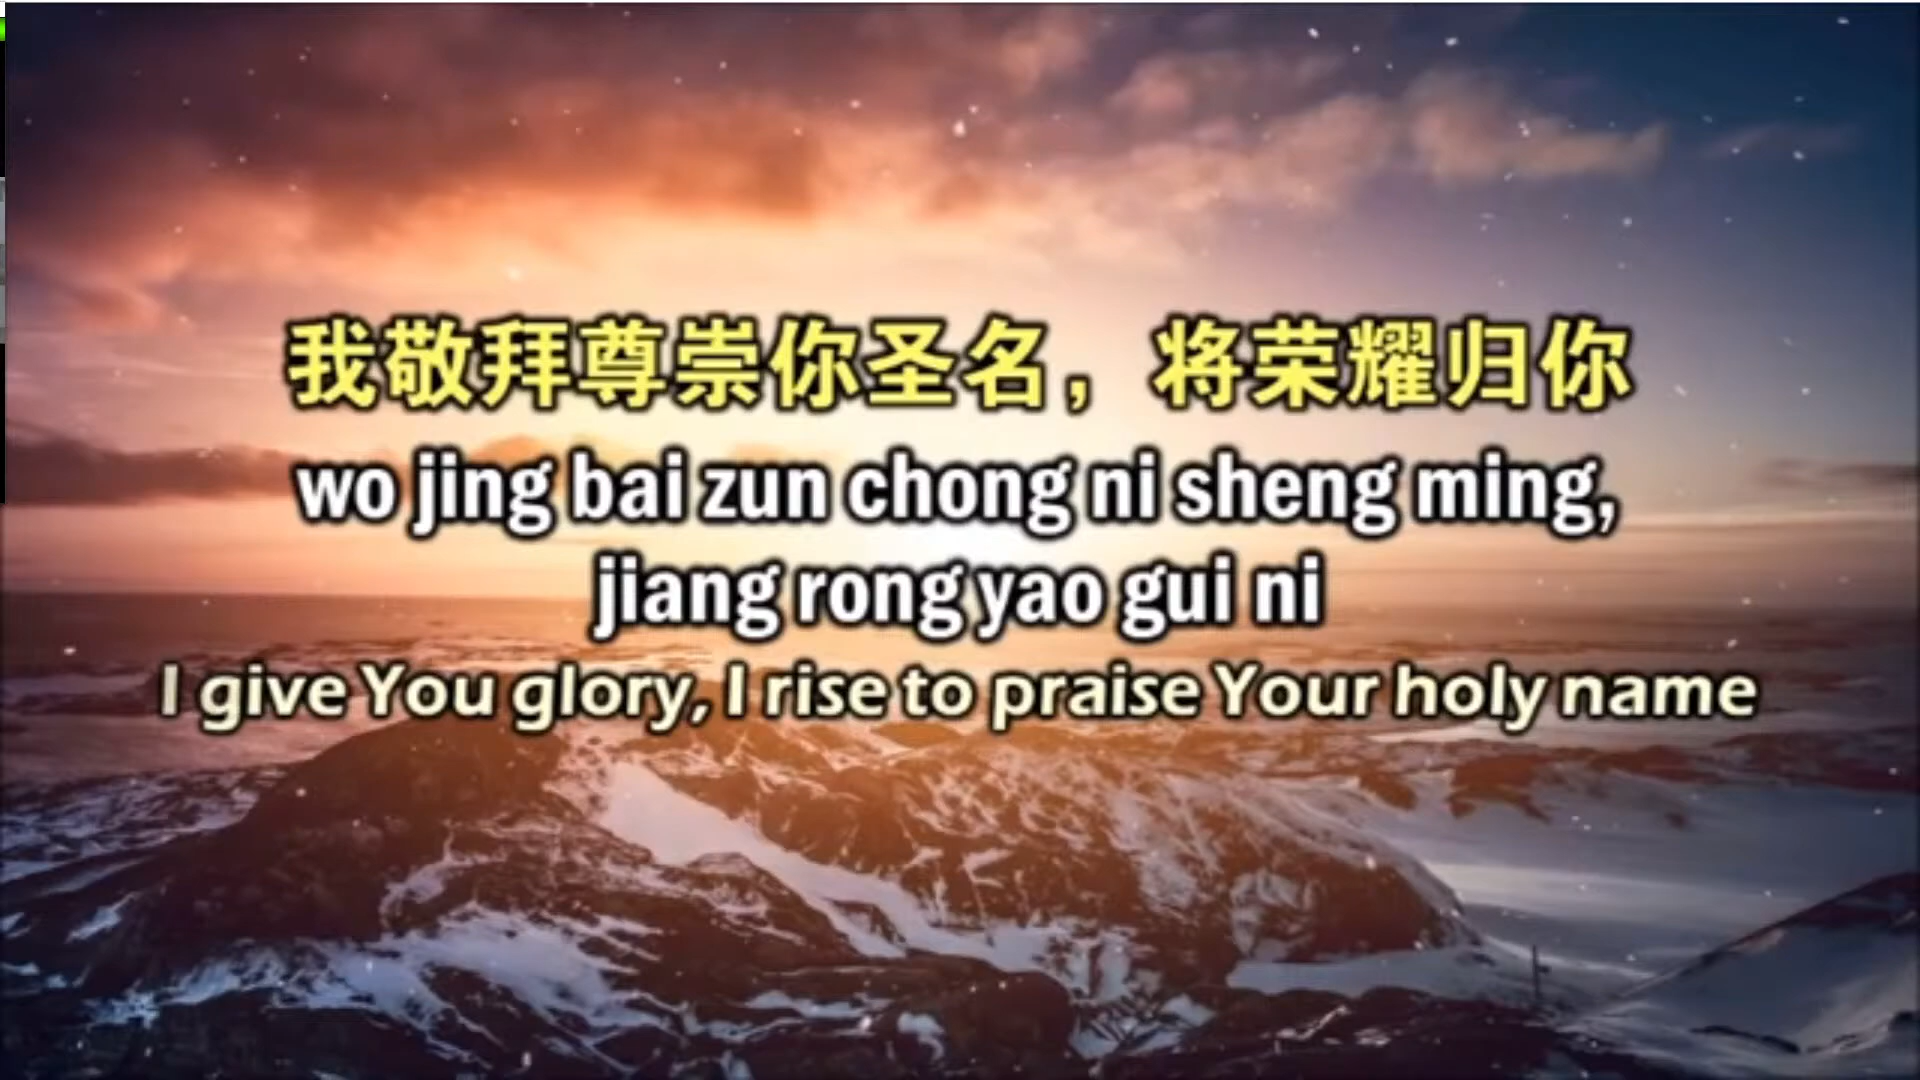 我敬拜尊崇你圣名，将荣耀归你
wo jing bai zun chong ni sheng ming,
jiang rong yao gui ni
I give You glory, I rise to praise Your holy name